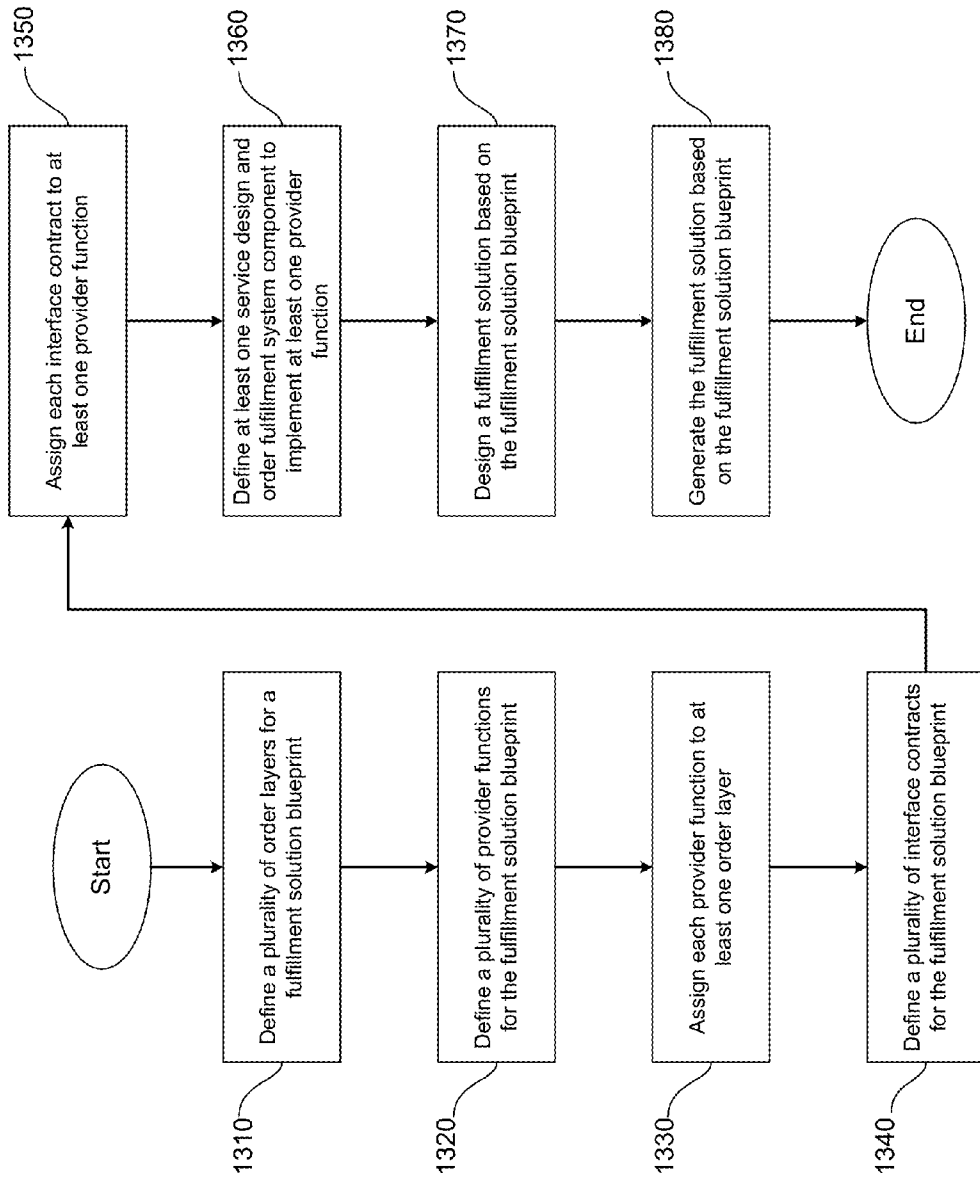 Start
1310
Define a plurality of order layers for a
fulfillment solution blueprint
1320
Define a plurality of provider functions
for the fulfillment solution blueprint
1330
Assign each provider function to at
least one order layer
1340
Define a plurality of interface contracts
for the fulfillment solution blueprint
1350
Assign each interface contract to at
least one provider function
1360
Define at least one service design and
order fulfillment system component to
implement at least one provider
function
1370
Design a fulfillment solution based on
the fulfillment solution blueprint
1380
Generate the fulfillment solution based
on the fulfillment solution blueprint
End